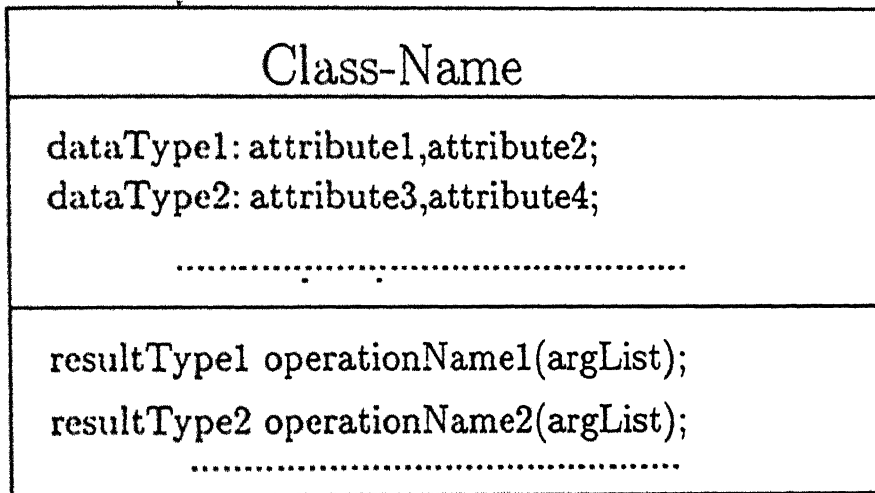 Class-Name
dataType1: attribute1,attribute2;
dataType2: attribute3,attribute4;
..................................................
resultType1 operationName1(argList);
resultType2 operationName2(argList);
................................................